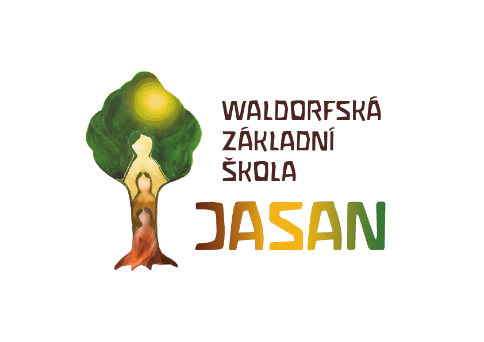 WALDORFSKÁ
ZÁKLADNÍ
ŠKOLA
JASAN